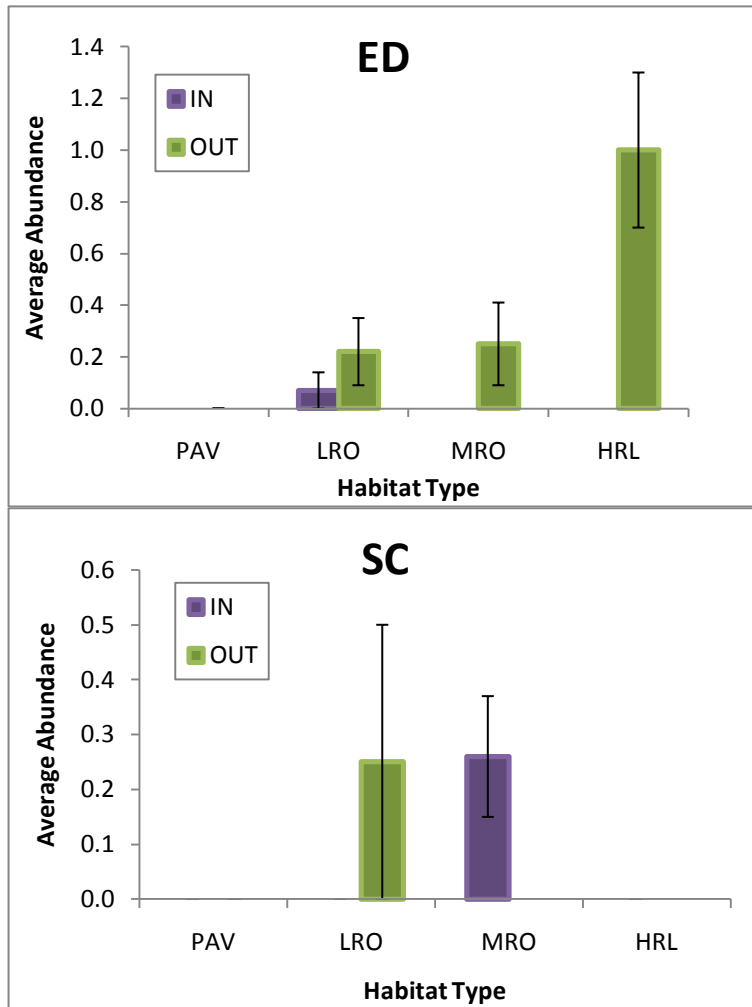 ED
IN
OUT
Average Abundance
1.4
1.2
1.0
0.8
0.6
0.4
0.2
0.0
PAV LRO MRO HRL
Habitat Type
SC
IN
OUT
Average Abundance
0.6
0.5
0.4
0.3
0.2
0.1
0.0
PAV LRO MRO HRL
Habitat Type